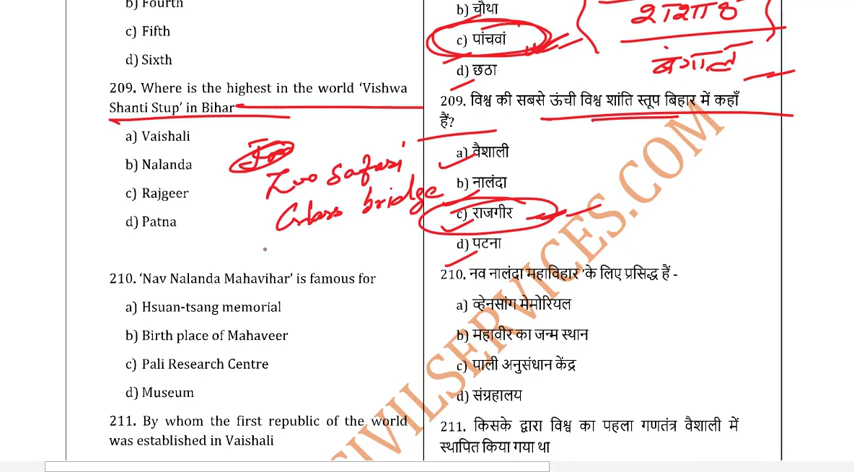 b) Fourth
c) Fifth
d) Sixth
209. Where is the highest in the world 'Vishwa
Shanti Stup' in Bihar
a) Vaishali
b) Nalanda
c) Rajgeer
d) Patna
210. 'Nav Nalanda Mahavihar' is famous for
a) Hsuan-tsang memorial
b) Birth place of Mahaveer
c) Pali Research Centre
d) Museum
211. By whom the first republic of the world
was established in Vaishali
Zoo Safari
Glass bridge
b) चौथा
c) पांचवां
d) छठा
209. विश्व की सबसे ऊंची विश्व शांति स्तूप बिहार में कहाँ
हैं?
a) वैशाली
b) नालंदा
c) राजगीर
d) पटना
210. नव नालंदा महाविहार 'के लिए प्रसिद्ध हैं -
a) व्हेनसांग मेमोरियल
b) महावीर का जन्म स्थान
c) पाली अनुसंधान केंद्र
d) संग्रहालय
211. किसके द्वारा विश्व का पहला गणतंत्र वैशाली में
स्थापित किया गया था
शशांक
बंगाल
CIVILSERVICES.COM